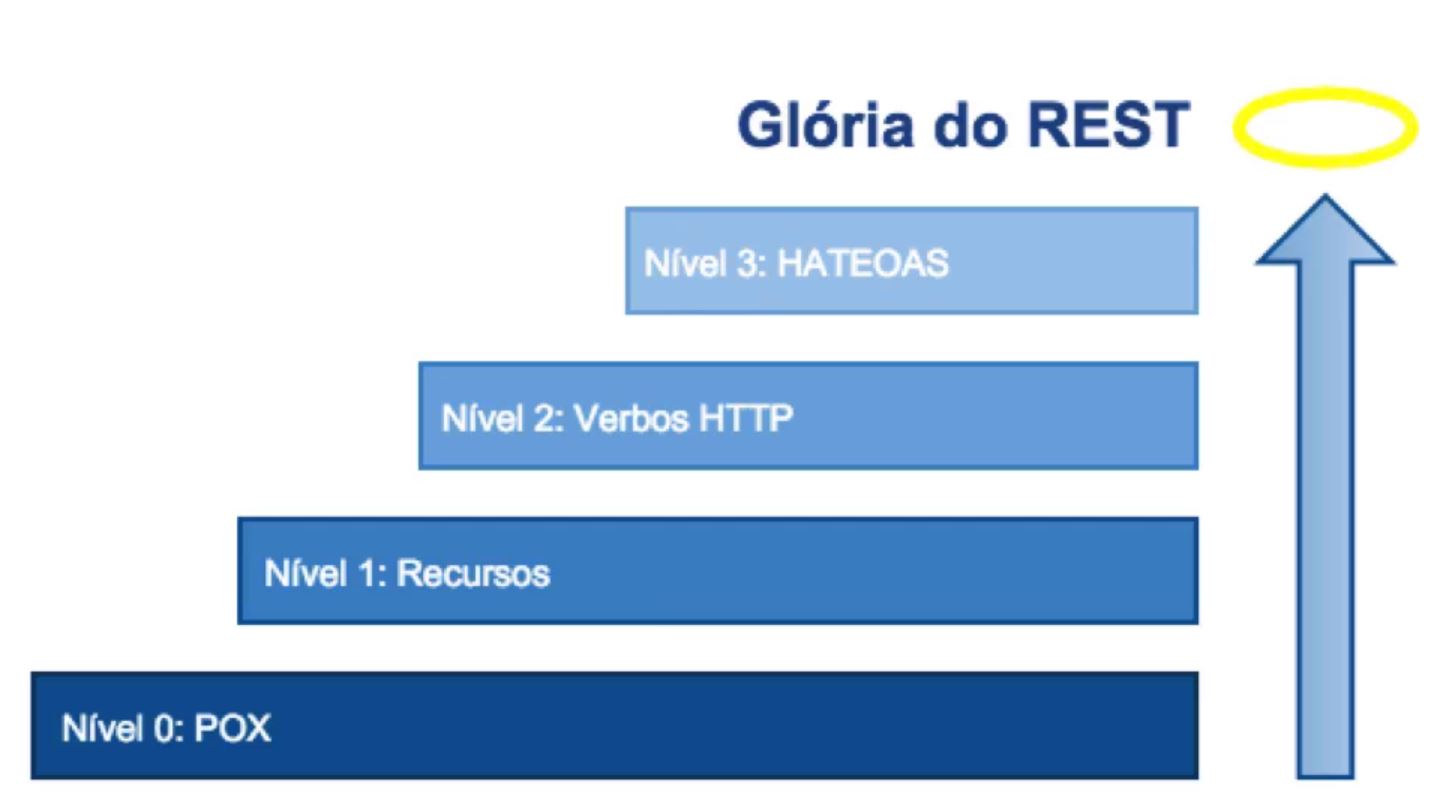 Glória do REST
Nível 3: HATEOAS
Nível 2: Verbos HTTP
Nível 1: Recursos
Nível 0: POX